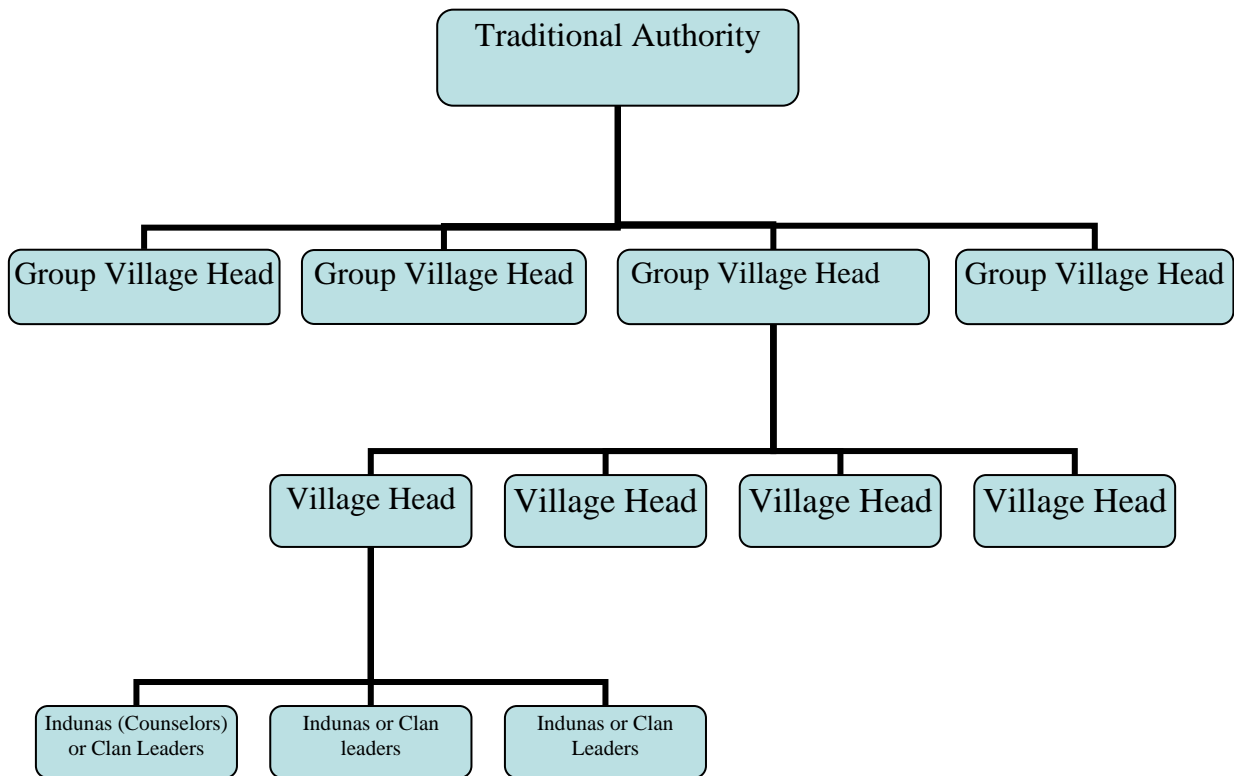 Traditional Authority
Group Village Head
Group Village Head
Group Village Head
Group Village Head
Village Head
Village Head
Village Head
Village Head
Indunas (Counselors)
or Clan Leaders
Indunas or Clan
leaders
Indunas or Clan
Leaders